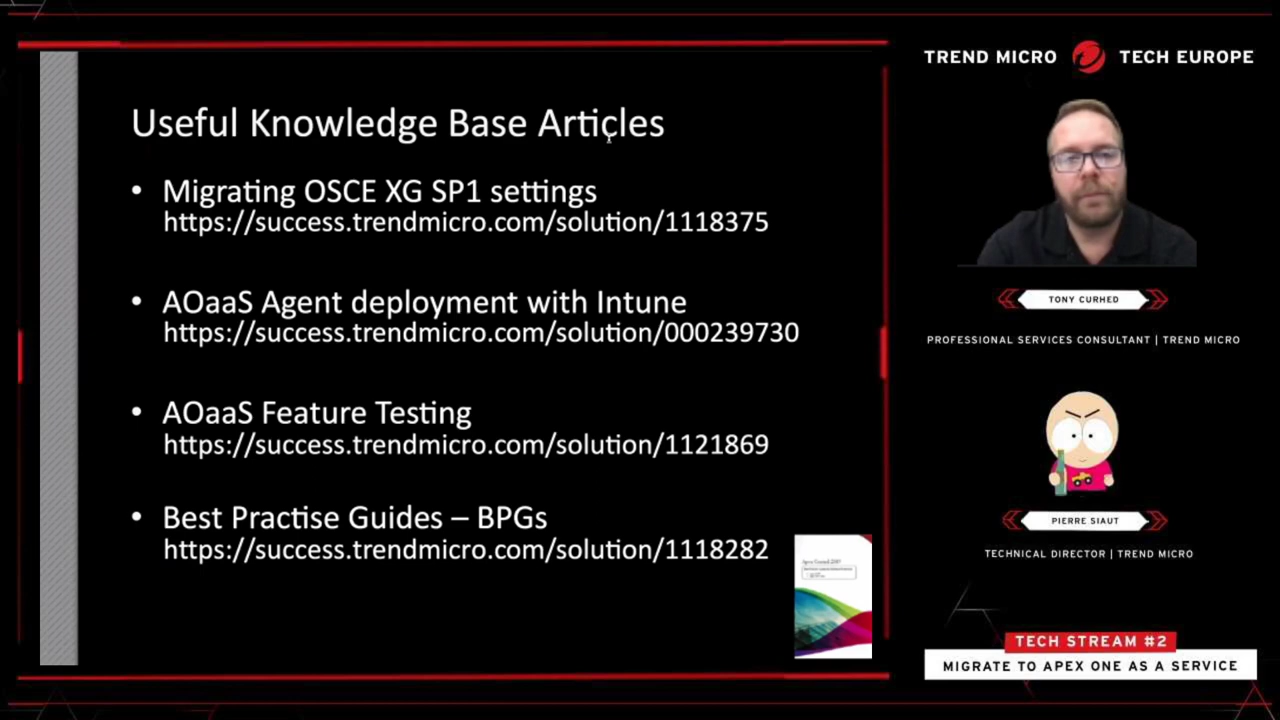 TREND MICRO TECH EUROPE
Useful Knowledge Base Articles
• Migrating OSCE XG SP1 settings
https://success.trendmicro.com/solution/1118375
• AOaaS Agent deployment with Intune
https://success.trendmicro.com/solution/000239730
• AOaaS Feature Testing
https://success.trendmicro.com/solution/1121869
• Best Practise Guides – BPGs
https://success.trendmicro.com/solution/1118282
TONY CURHED
PROFESSIONAL SERVICES CONSULTANT | TREND MICRO
PIERRE SIAUT
TECHNICAL DIRECTOR | TREND MICRO
TECH STREAM #2
MIGRATE TO APEX ONE AS A SERVICE